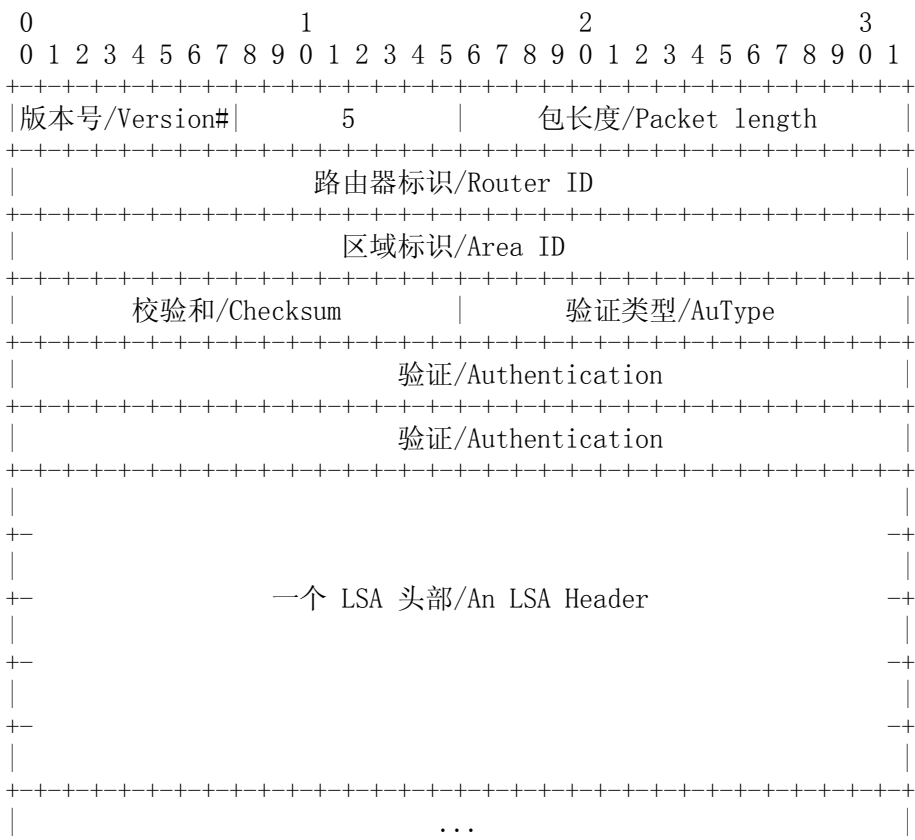 0                   1                   2                   3
0 1 2 3 4 5 6 7 8 9 0 1 2 3 4 5 6 7 8 9 0 1 2 3 4 5 6 7 8 9 0 1
+-+-+-+-+-+-+-+-+-+-+-+-+-+-+-+-+-+-+-+-+-+-+-+-+-+-+-+-+-+-+-+-+
|版本号/Version#|       5       |     包长度/Packet length      |
+-+-+-+-+-+-+-+-+-+-+-+-+-+-+-+-+-+-+-+-+-+-+-+-+-+-+-+-+-+-+-+-+
|                     路由器标识/Router ID                      |
+-+-+-+-+-+-+-+-+-+-+-+-+-+-+-+-+-+-+-+-+-+-+-+-+-+-+-+-+-+-+-+-+
|                       区域标识/Area ID                        |
+-+-+-+-+-+-+-+-+-+-+-+-+-+-+-+-+-+-+-+-+-+-+-+-+-+-+-+-+-+-+-+-+
|        校验和/Checksum        |       验证类型/AuType         |
+-+-+-+-+-+-+-+-+-+-+-+-+-+-+-+-+-+-+-+-+-+-+-+-+-+-+-+-+-+-+-+-+
|                           验证/Authentication                 |
+-+-+-+-+-+-+-+-+-+-+-+-+-+-+-+-+-+-+-+-+-+-+-+-+-+-+-+-+-+-+-+-+
|                           验证/Authentication                 |
+-+-+-+-+-+-+-+-+-+-+-+-+-+-+-+-+-+-+-+-+-+-+-+-+-+-+-+-+-+-+-+-+
|                                                               |
+-                                                             -+
|                                                               |
+-                 一个 LSA 头部/An LSA Header                 -+
|                                                               |
+-                                                             -+
|                                                               |
+-                                                             -+
|                                                               |
+-+-+-+-+-+-+-+-+-+-+-+-+-+-+-+-+-+-+-+-+-+-+-+-+-+-+-+-+-+-+-+-+
|                              ...                              |